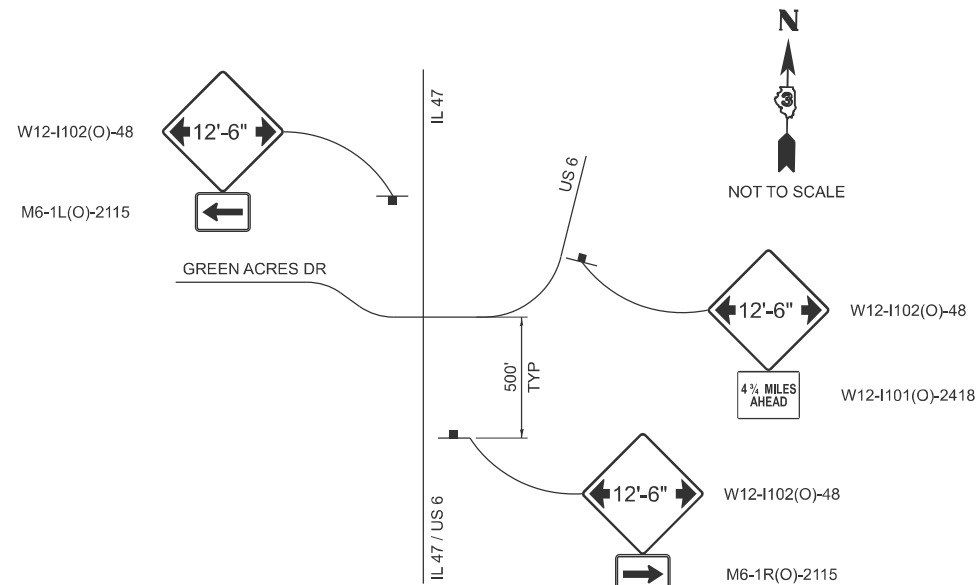 N
3
NOT TO SCALE
IL 47
W12-I102(O)-48
12'-6"
M6-1L(O)-2115
US 6
GREEN ACRES DR
12'-6"
W12-I102(O)-48
4 ¾ MILES
AHEAD
W12-I101(O)-2418
500'
TYP
12'-6"
W12-I102(O)-48
IL 47 / US 6
M6-1R(O)-2115